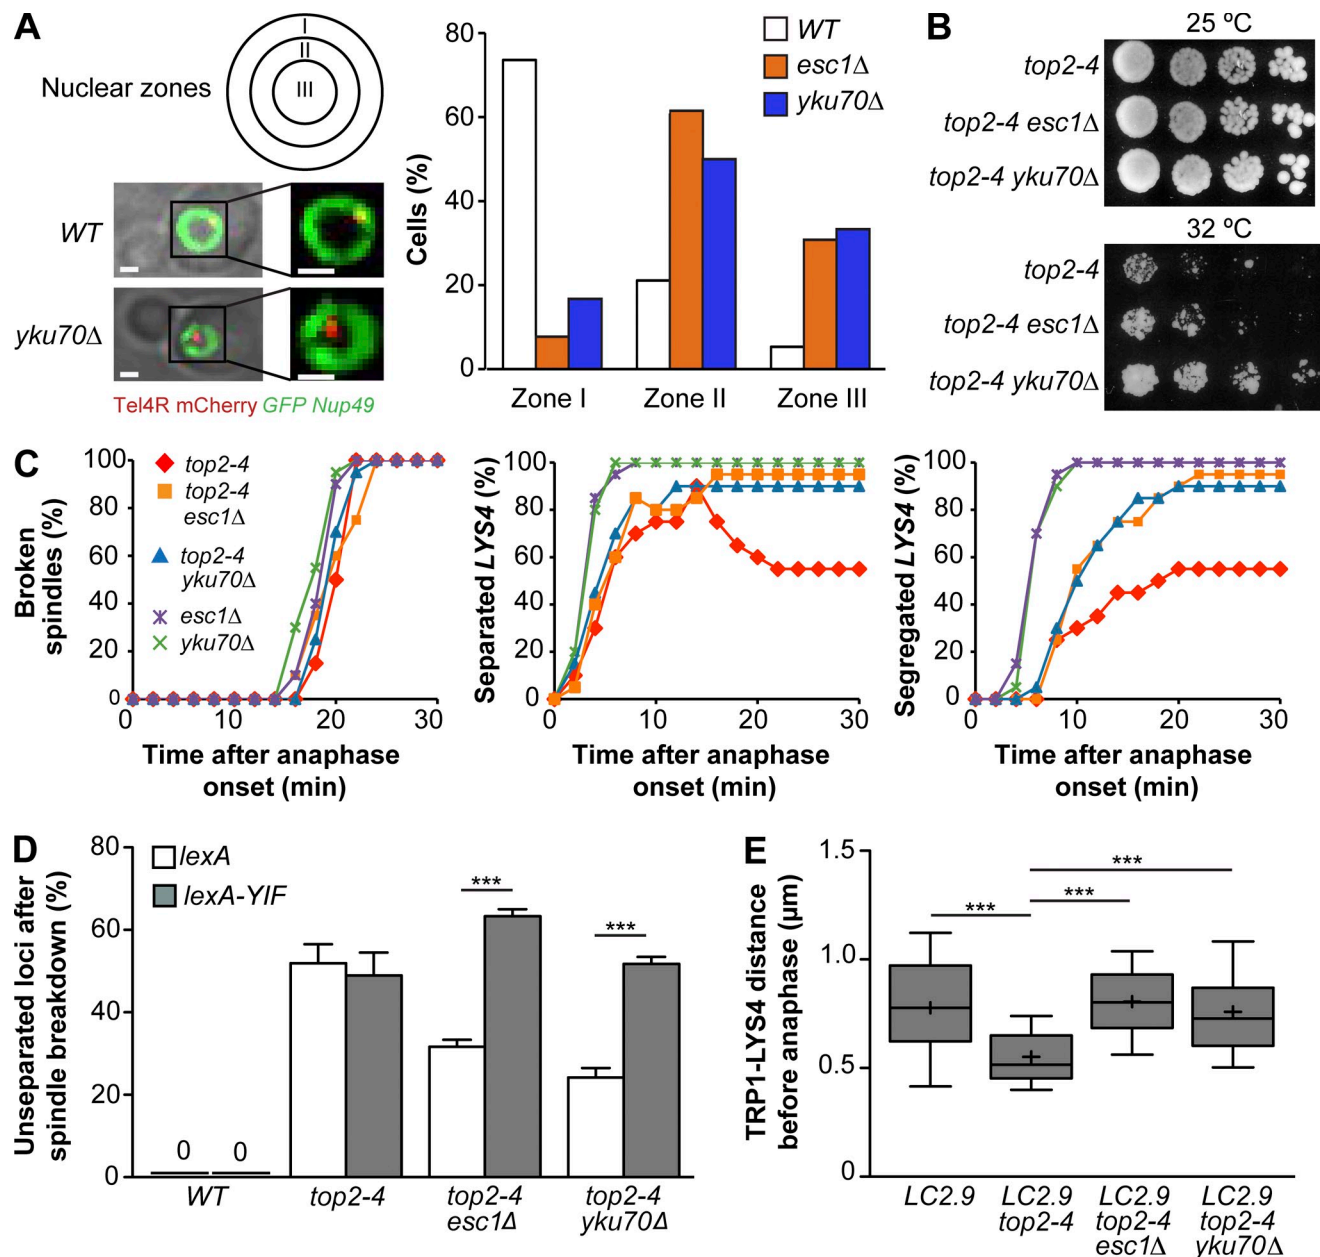 A
Nuclear zones
I
II
III
WT
yku70Δ
Tel4R mCherry GFP Nup49
Cells (%)
80
60
40
20
0
WT
esc1Δ
yku70Δ
Zone I
Zone II
Zone III
B
25 ºC
top2-4
top2-4 esc1Δ
top2-4 yku70Δ
32 ºC
top2-4
top2-4 esc1Δ
top2-4 yku70Δ
C
Broken
spindles (%)
100
80
60
40
20
0
top2-4
top2-4
esc1Δ
top2-4
yku70Δ
esc1Δ
yku70Δ
0
10
20
30
Time after anaphase
onset (min)
Separated LYS4 (%)
100
80
60
40
20
0
0
10
20
30
Time after anaphase
onset (min)
Segregated LYS4 (%)
100
80
60
40
20
0
0
10
20
30
Time after anaphase
onset (min)
D
Unseparated loci after
spindle breakdown (%)
80
60
40
20
0
lexA
lexA-YIF
0
0
***
***
WT
top2-4
top2-4
esc1Δ
top2-4
yku70Δ
E
TRP1-LYS4 distance
before anaphase (µm)
1.5
1.0
0.5
0
***
***
***
LC2.9
LC2.9
top2-4
LC2.9
top2-4
esc1Δ
LC2.9
top2-4
yku70Δ